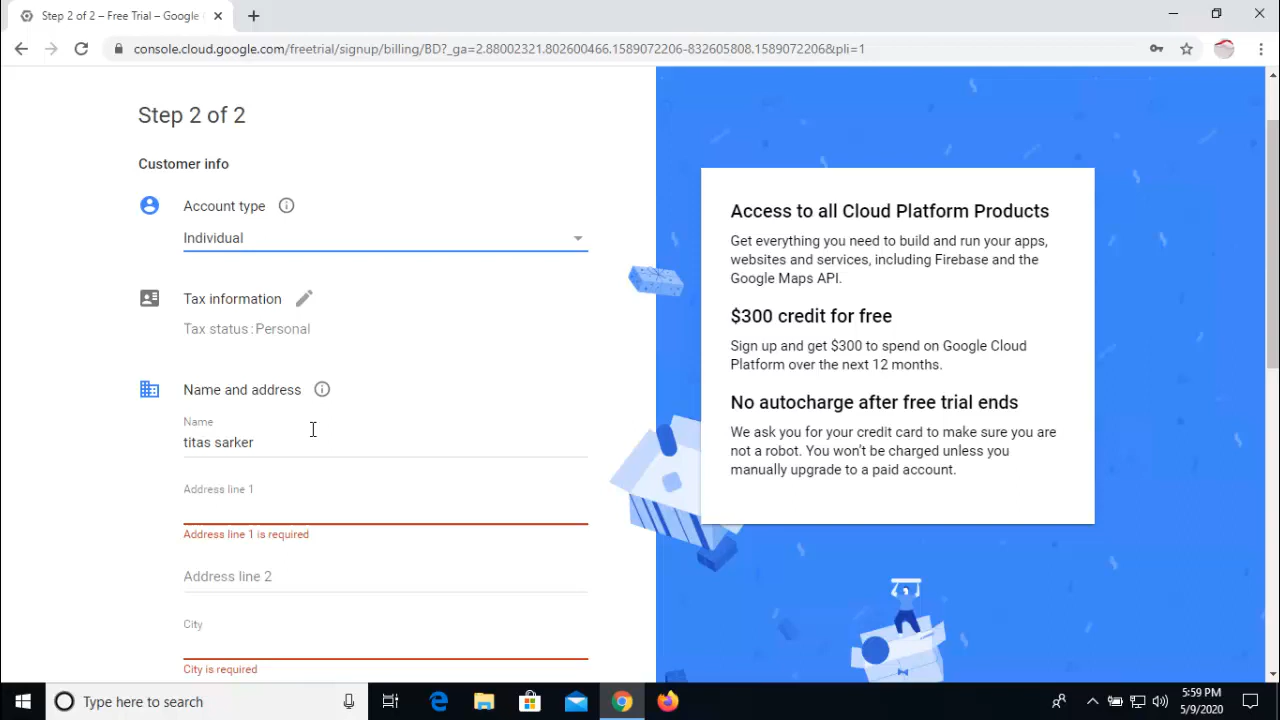 Step 2 of 2 – Free Trial – Google
console.cloud.google.com/freetrial/signup/billing/BD?_ga=2.88002321.802600466.1589072206-832605808.1589072206&pli=1
Step 2 of 2
Customer info
Account type
Individual
Tax information
Tax status : Personal
Name and address
Name
titas sarker
Address line 1
Address line 1 is required
Address line 2
City
City is required
Access to all Cloud Platform Products
Get everything you need to build and run your apps,
websites and services, including Firebase and the
Google Maps API.
$300 credit for free
Sign up and get $300 to spend on Google Cloud
Platform over the next 12 months.
No autocharge after free trial ends
We ask you for your credit card to make sure you are
not a robot. You won't be charged unless you
manually upgrade to a paid account.
Type here to search
5:59 PM
5/9/2020